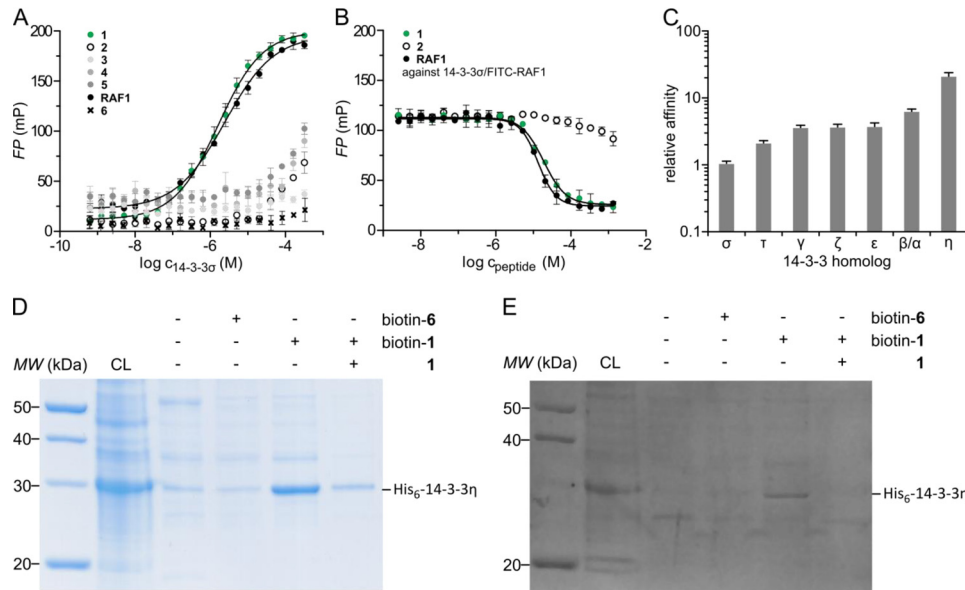 A
FP (mP)
200
150
100
50
0
1
2
3
4
5
RAF1
6
-10
-8
-6
-4
-2
log c14-3-3σ (M)
B
FP (mP)
200
150
100
50
0
1
2
RAF1
against 14-3-3σ/FITC-RAF1
-8
-6
-4
-2
log cpeptide (M)
C
relative affinity
100
10
1
0.1
σ τ γ ζ ε β/α η
14-3-3 homolog
D
- + - - biotin-6
- - + + biotin-1
MW (kDa) CL - - - + 1
50
40
30
20
His6-14-3-3η
E
- + - - biotin-6
- - + + biotin-1
MW (kDa) CL - - - + 1
50
40
30
20
His6-14-3-3r